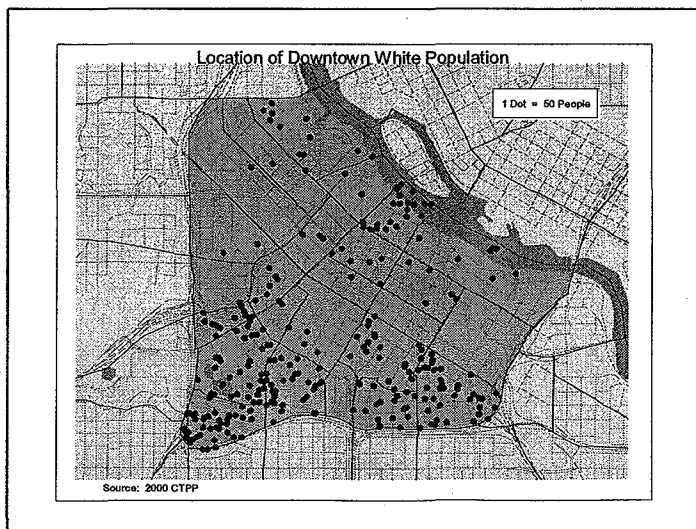 Location of Downtown White Population
1 Dot = 50 People
Source: 2000 CTPP